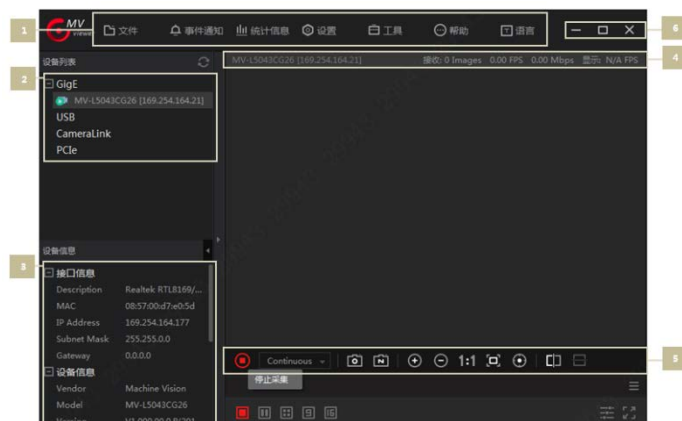 MV
VIEWER
文件 事件通知 统计信息 设置 工具 帮助 语言
1
6
设备列表
MV-L5043CG26 [169.254.164.21] 接收: 0 Images 0.00 FPS 0.00 Mbps 显示: N/A FPS
4
2
GigE
MV-L5043CG26 [169.254.164.21]
USB
CameraLink
PCIe
设备信息
3
接口信息
Description Realtek RTL8169/...
MAC 08:57:00:d7:e0:5d
IP Address 169.254.164.177
Subnet Mask 255.255.0.0
Gateway 0.0.0.0
设备信息
Vendor Machine Vision
Model MV-L5043CG26
Continuous 1:1
5
停止采集
9 16